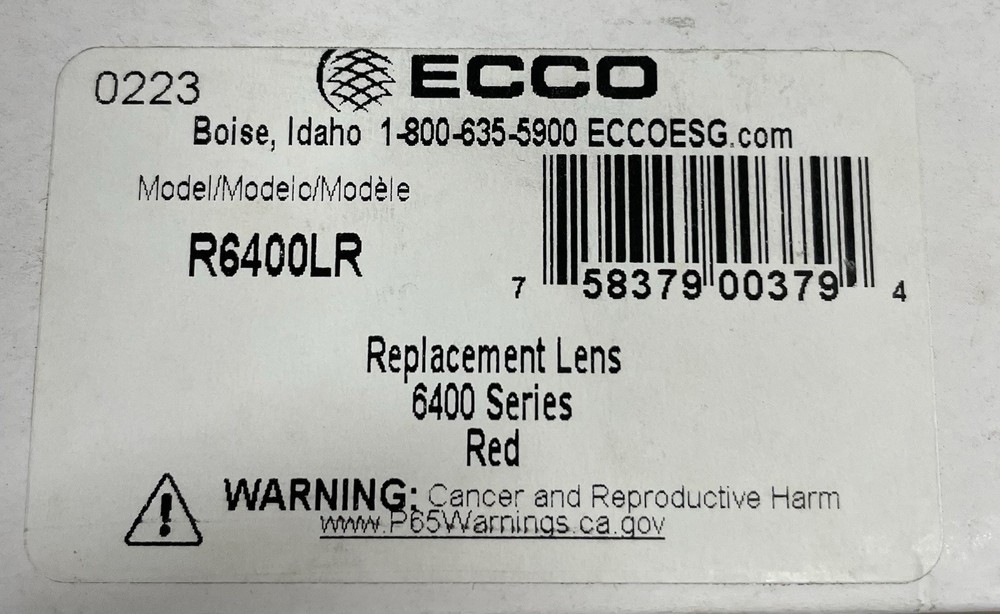 0223
ECCO
Boise, Idaho 1-800-635-5900 ECCOESG.com
Model/Modelo/Modèle
R6400LR
7 58379 00379 4
Replacement Lens
6400 Series
Red
WARNING: Cancer and Reproductive Harm
www.P65Warnings.ca.gov